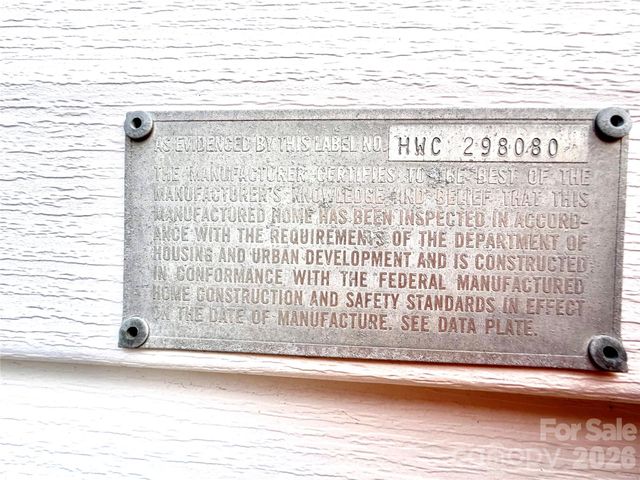 AS EVIDENCED BY THIS LABEL NO. HWC 298080
THE MANUFACTURER CERTIFIES TO THE BEST OF THE
MANUFACTURER'S KNOWLEDGE AND BELIEF THAT THIS
MANUFACTURED HOME HAS BEEN INSPECTED IN ACCORD-
ANCE WITH THE REQUIREMENTS OF THE DEPARTMENT OF
HOUSING AND URBAN DEVELOPMENT AND IS CONSTRUCTED
IN CONFORMANCE WITH THE FEDERAL MANUFACTURED
HOME CONSTRUCTION AND SAFETY STANDARDS IN EFFECT
ON THE DATE OF MANUFACTURE. SEE DATA PLATE.
For Sale
canopy 2026